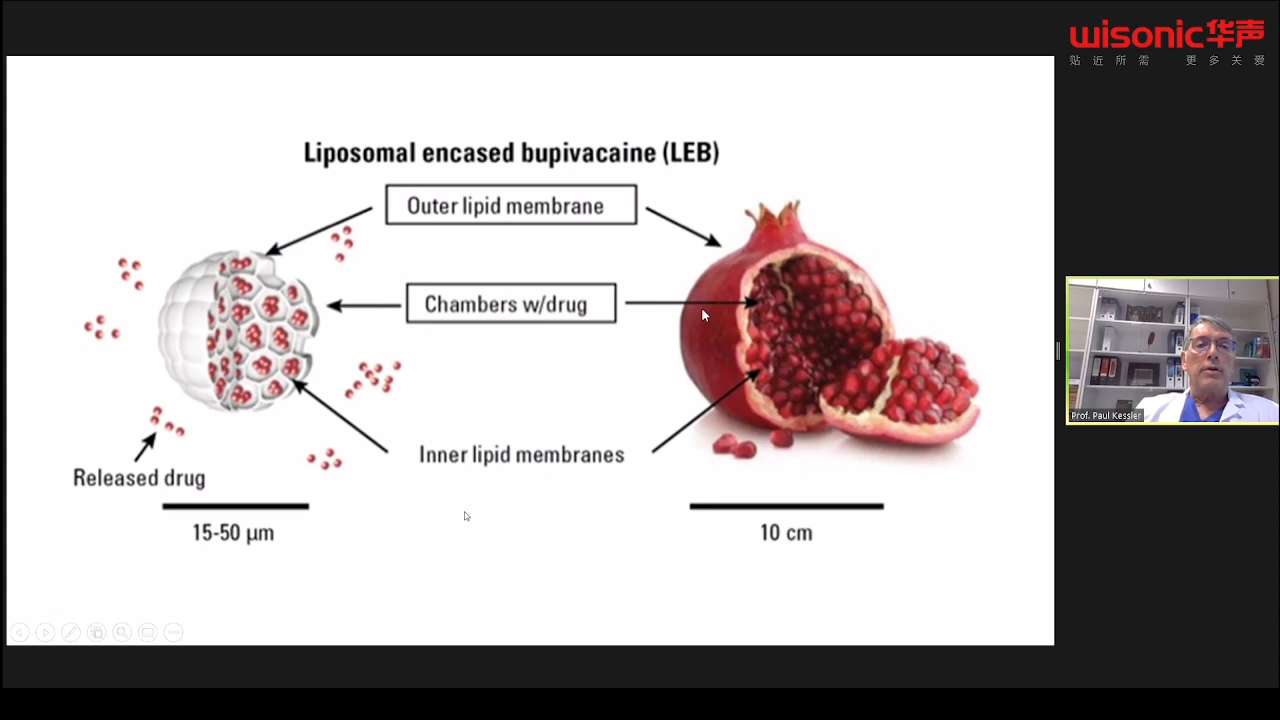 wisonic华声
贴近所需 更多关爱
Liposomal encased bupivacaine (LEB)
Outer lipid membrane
Chambers w/drug
Inner lipid membranes
Released drug
15-50 µm
10 cm
Prof. Paul Kessler